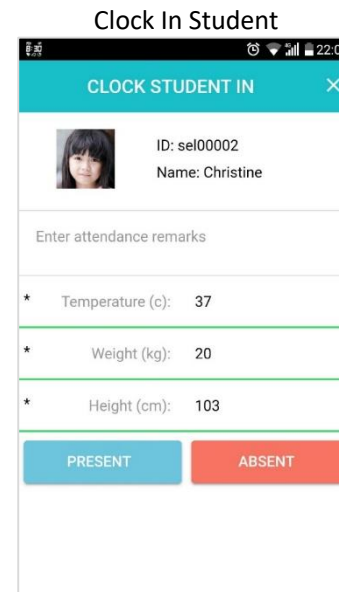 Clock In Student
22:0
CLOCK STUDENT IN
ID: sel00002
Name: Christine
Enter attendance remarks
* Temperature (c): 37
* Weight (kg): 20
* Height (cm): 103
PRESENT ABSENT